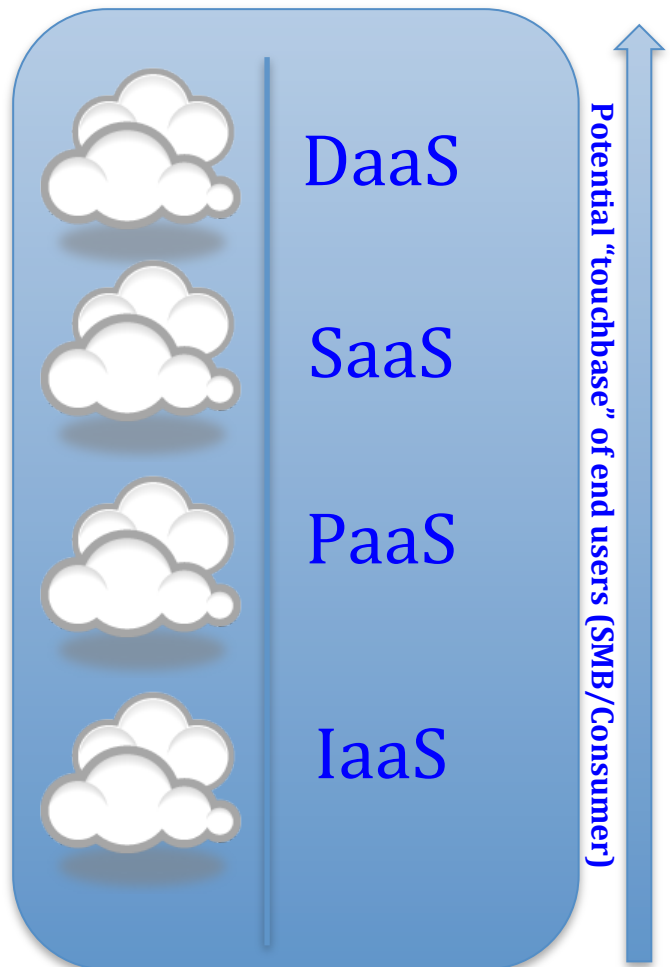 DaaS
SaaS
PaaS
IaaS
Potential “touchbase” of end users (SMB/Consumer)